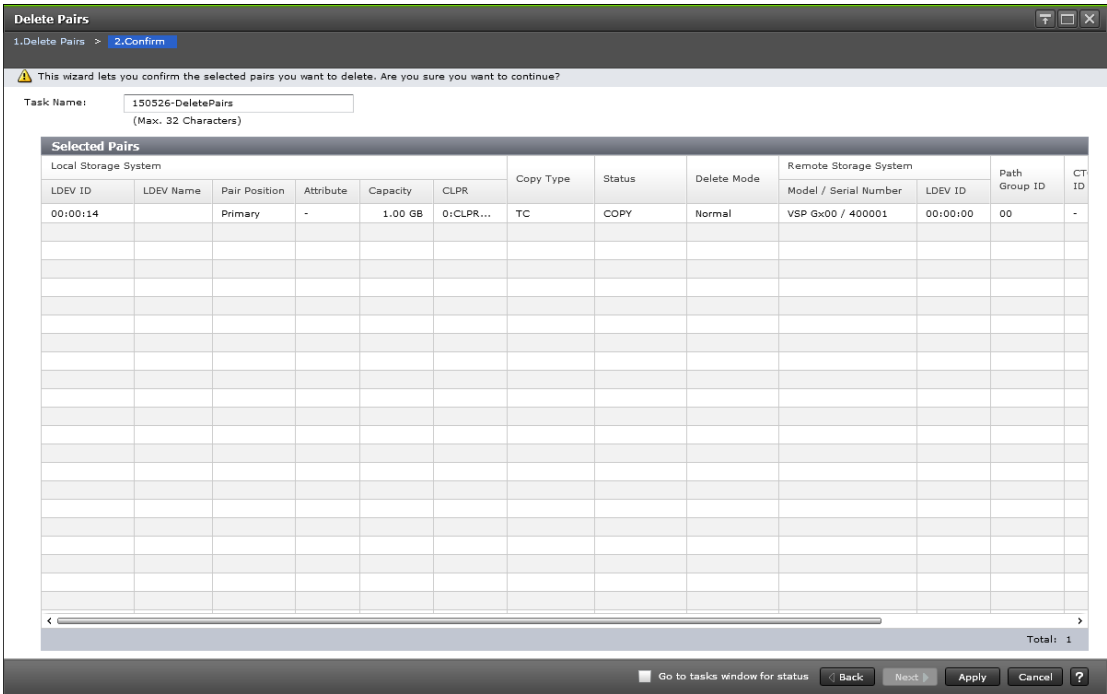 Delete Pairs
1.Delete Pairs > 2.Confirm
This wizard lets you confirm the selected pairs you want to delete. Are you sure you want to continue?
Task Name: 150526-DeletePairs
(Max. 32 Characters)
Selected Pairs
Local Storage System Copy Type Status Delete Mode Remote Storage System Path Group ID CT ID
LDEV ID LDEV Name Pair Position Attribute Capacity CLPR Model / Serial Number LDEV ID
00:00:14 Primary - 1.00 GB 0:CLPR... TC COPY Normal VSP Gx00 / 400001 00:00:00 00 -
Total: 1
Go to tasks window for status Back Next Apply Cancel ?